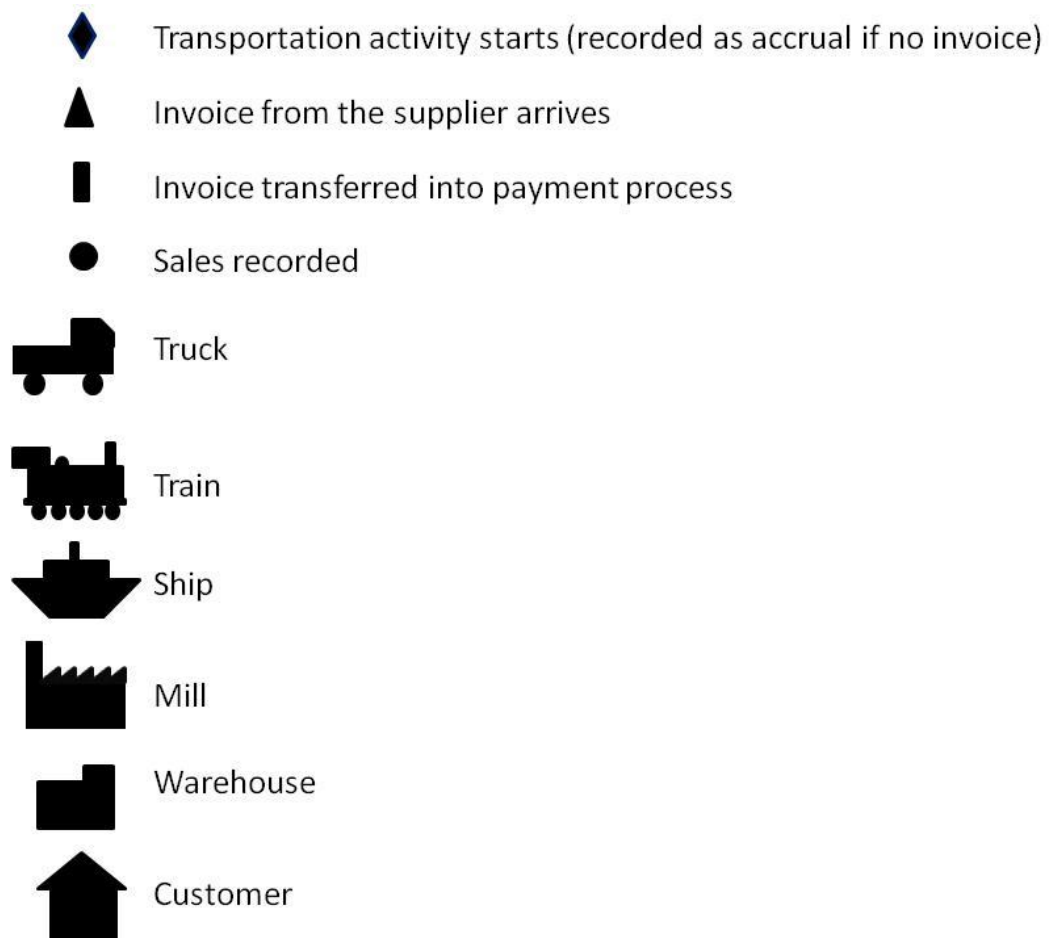 Transportation activity starts (recorded as accrual if no invoice)
Invoice from the supplier arrives
Invoice transferred into payment process
Sales recorded
Truck
Train
Ship
Mill
Warehouse
Customer